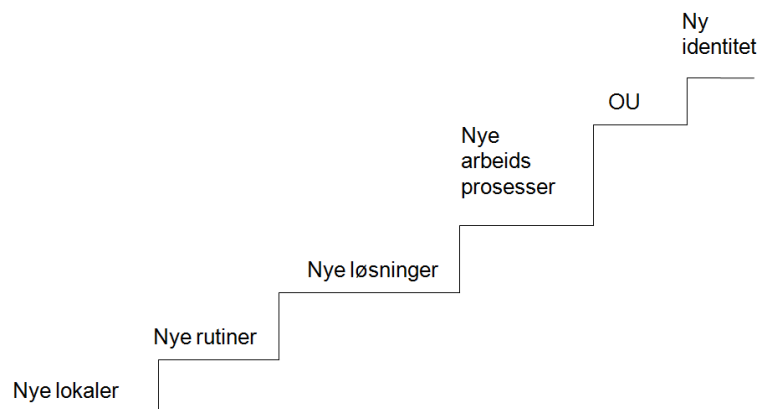 Ny
identitet
OU
Nye
arbeids
prosesser
Nye løsninger
Nye rutiner
Nye lokaler